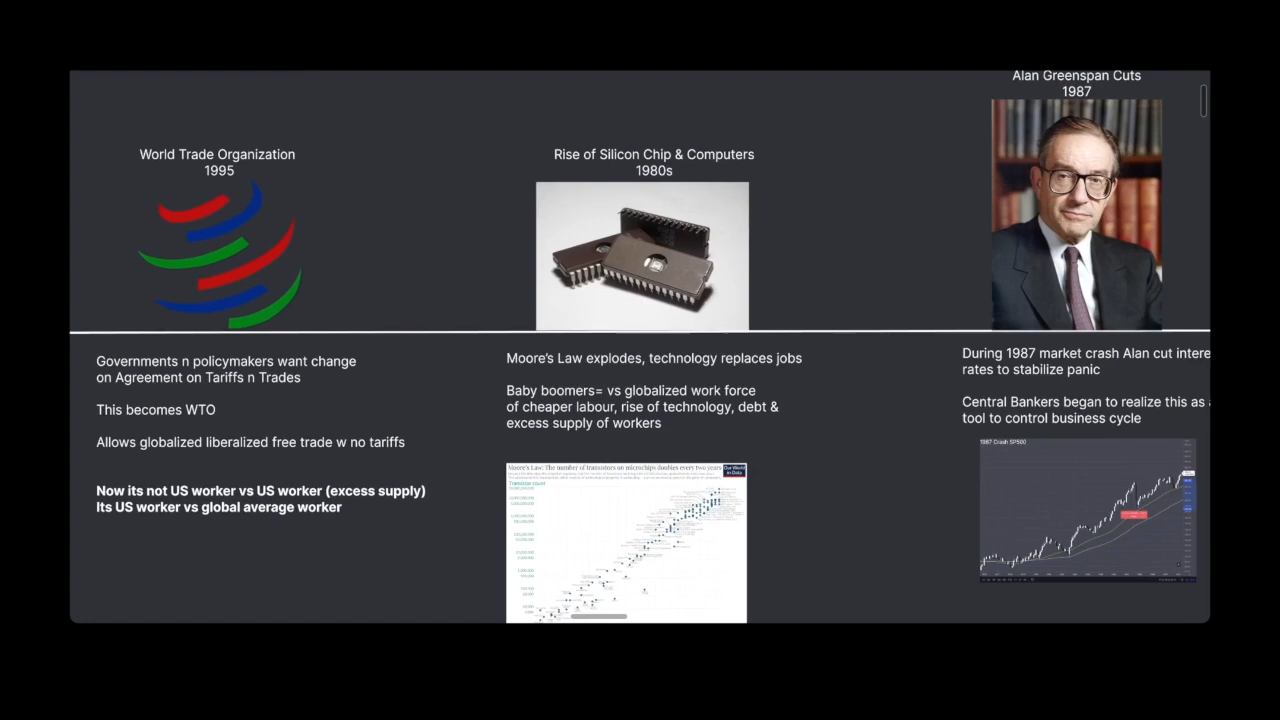 Alan Greenspan Cuts
1987
World Trade Organization
1995
Rise of Silicon Chip & Computers
1980s
Governments n policymakers want change
on Agreement on Tariffs n Trades
This becomes WTO
Allows globalized liberalized free trade w no tariffs
Now its not US worker vs US worker (excess supply)
Its US worker vs global average worker
Moore's Law explodes, technology replaces jobs
Baby boomers= vs globalized work force
of cheaper labour, rise of technology, debt &
excess supply of workers
Moore's Law: The number of transistors on microchips doubles every two years
Our World
in Data
Transistor count
During 1987 market crash Alan cut intere
rates to stabilize panic
Central Bankers began to realize this as
tool to control business cycle
1987 Crash SP500